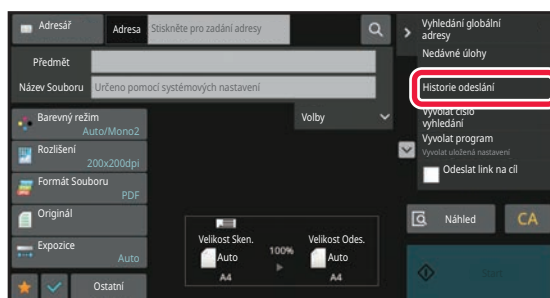 Adresář
Adresa
Stiskněte pro zadání adresy
Předmět
Název Souboru
Určeno pomocí systémových nastavení
Barevný režim
Auto/Mono2
Rozlišení
200x200dpi
Formát Souboru
PDF
Originál
Expozice
Auto
Ostatní
Volby
Velikost Sken.
Auto
A4
100%
Velikost Odes.
Auto
A4
Vyhledání globální
adresy
Nedávné úlohy
Historie odeslání
Vyvolat číslo
vyhledání
Vyvolat program
Vyvolat uložená nastavení
Odeslat link na cíl
Náhled
CA
Start